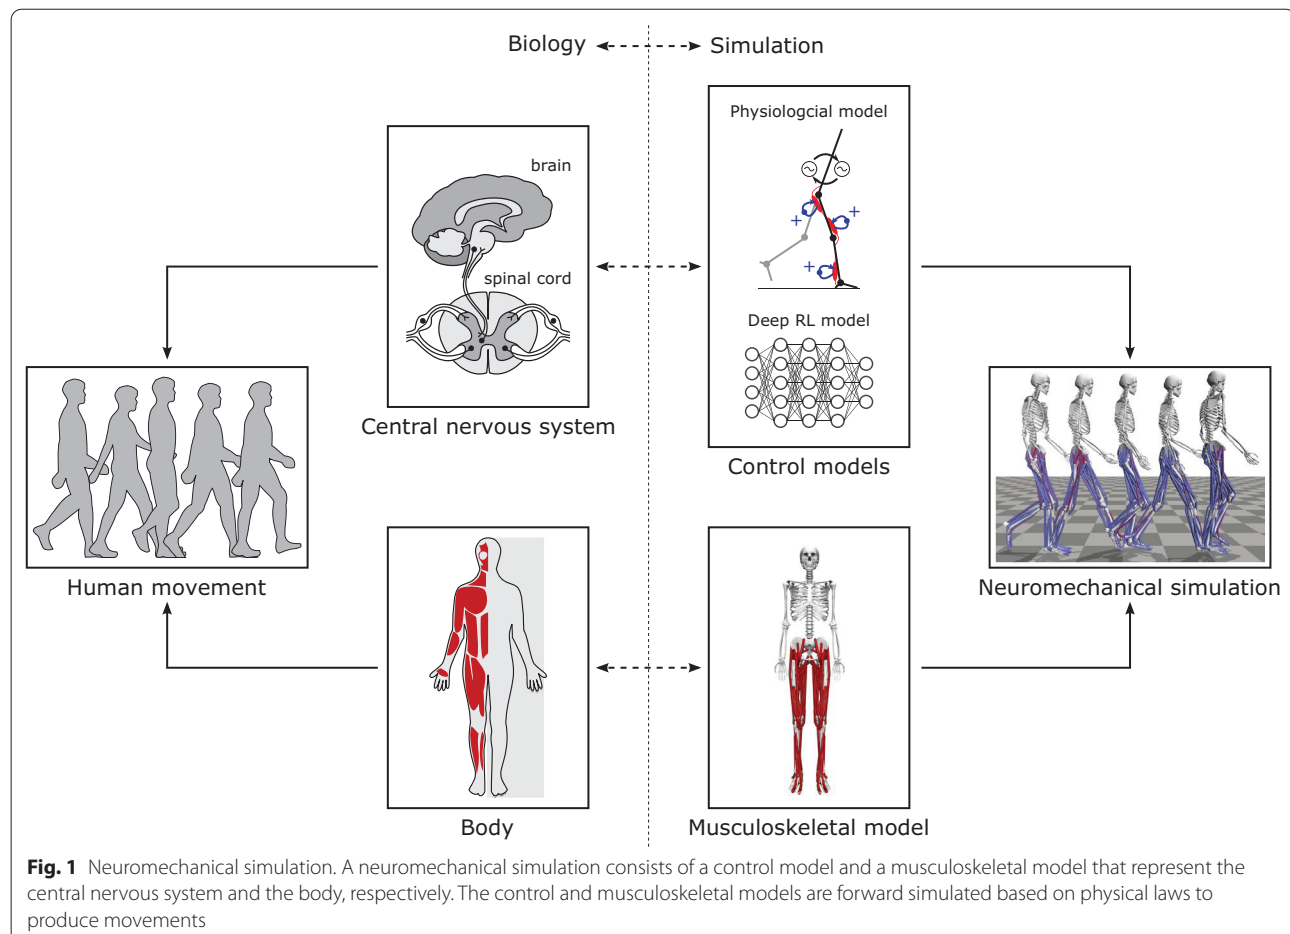 Biology
Simulation
Physiologcial model
brain
+
+
+
spinal cord
Deep RL model
Central nervous system
Control models
Human movement
Neuromechanical simulation
Body
Musculoskeletal model
Fig. 1 Neuromechanical simulation. A neuromechanical simulation consists of a control model and a musculoskeletal model that represent the
central nervous system and the body, respectively. The control and musculoskeletal models are forward simulated based on physical laws to
produce movements